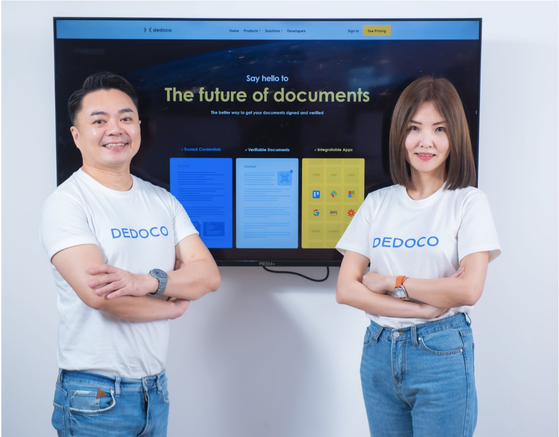 dedoco
Home Products Solutions Developers
Sign in See Pricing
Say hello to
The future of documents
The better way to get your documents signed and verified
Trusted Credentials Verifiable Documents Integratable Apps
DEDOCO
DEDOCO
PRISM+